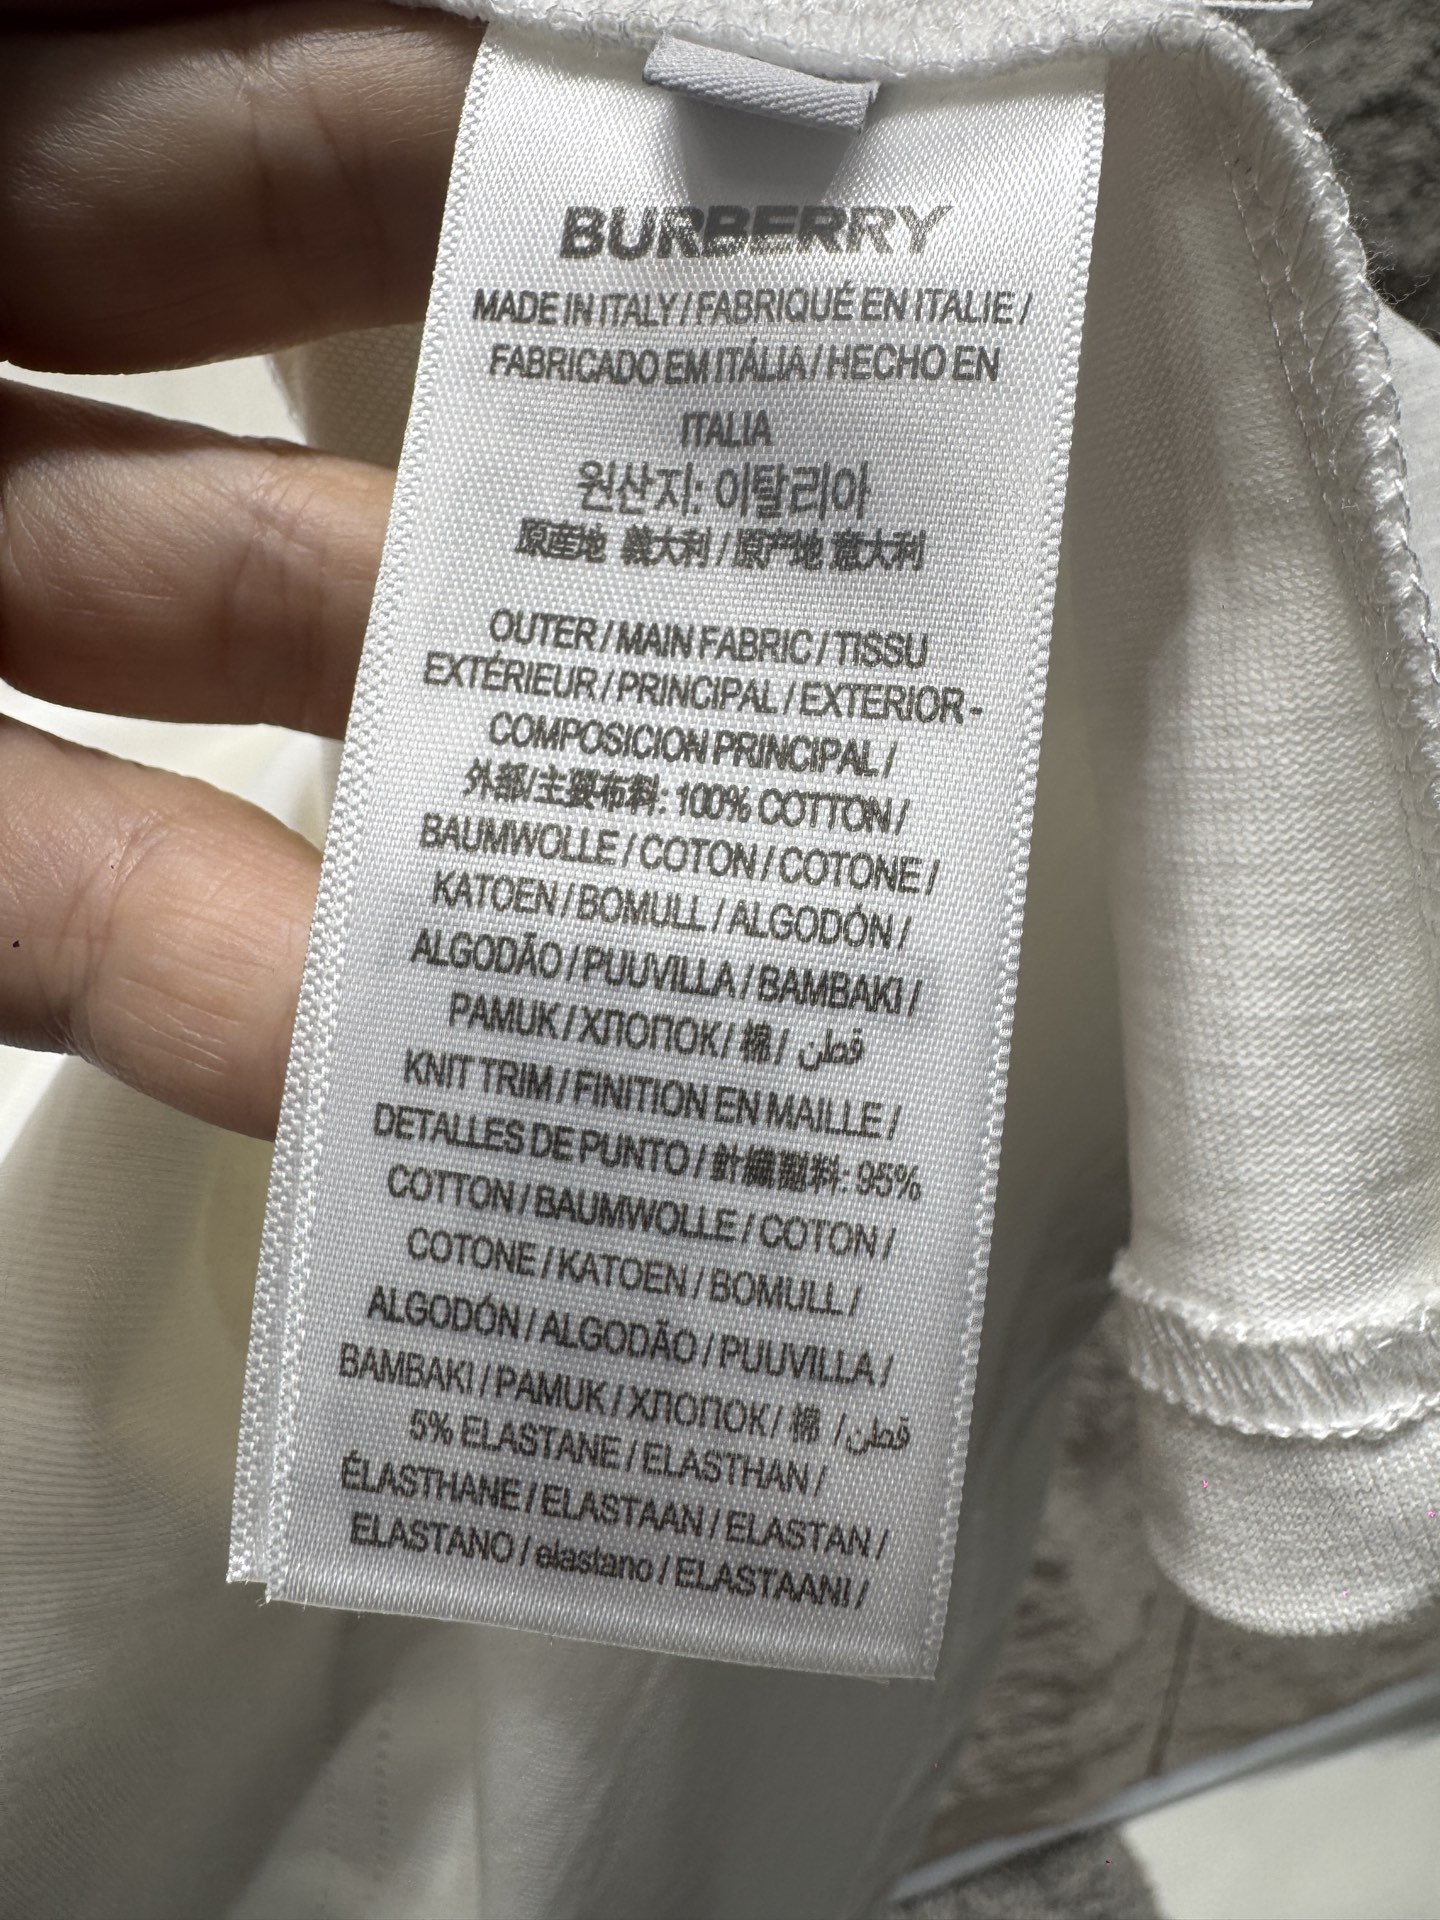 BURBERRY
MADE IN ITALY / FABRIQUÉ EN ITALIE /
FABRICADO EM ITÁLIA / HECHO EN
ITALIA
원산지: 이탈리아
原産地 義大利 / 原产地 意大利
OUTER / MAIN FABRIC / TISSU
EXTÉRIEUR / PRINCIPAL / EXTERIOR -
COMPOSICION PRINCIPAL /
外部/主要布料: 100% COTTON /
BAUMWOLLE / COTON / COTONE /
KATOEN / BOMULL / ALGODÓN /
ALGODÃO / PUUVILLA / BAMBAKI /
PAMUK / ХЛОПОК / 棉 / قطن
KNIT TRIM / FINITION EN MAILLE /
DETALLES DE PUNTO / 針織面料: 95%
COTTON / BAUMWOLLE / COTON /
COTONE / KATOEN / BOMULL /
ALGODÓN / ALGODÃO / PUUVILLA /
BAMBAKI / PAMUK / ХЛОПОК / 棉 / قطن
5% ELASTANE / ELASTHAN /
ÉLASTHANNE / ELASTAAN / ELASTAN /
ELASTANO / elastano / ELASTAANI /